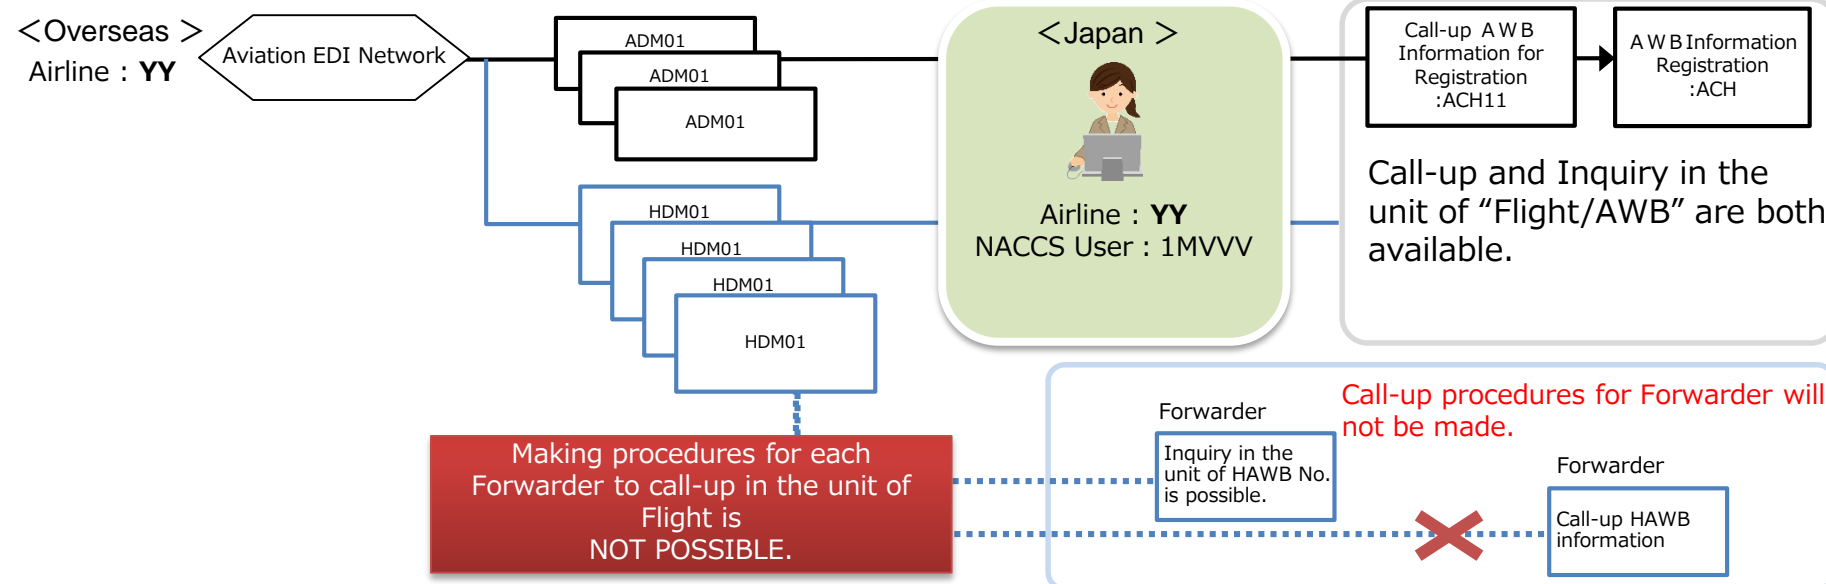 ＜Overseas ＞
Airline : YY
Aviation EDI Network
ADM01
ADM01
ADM01
HDM01
HDM01
HDM01
HDM01
＜Japan ＞
Airline : YY
NACCS User : 1MVVV
Call-up AWB
Information for
Registration
:ACH11
AWB Information
Registration
:ACH
Call-up and Inquiry in the
unit of “Flight/AWB” are both
available.
Making procedures for each
Forwarder to call-up in the unit of
Flight is
NOT POSSIBLE.
Call-up procedures for Forwarder will
not be made.
Forwarder
Inquiry in the
unit of HAWB No.
is possible.
Forwarder
Call-up HAWB
information